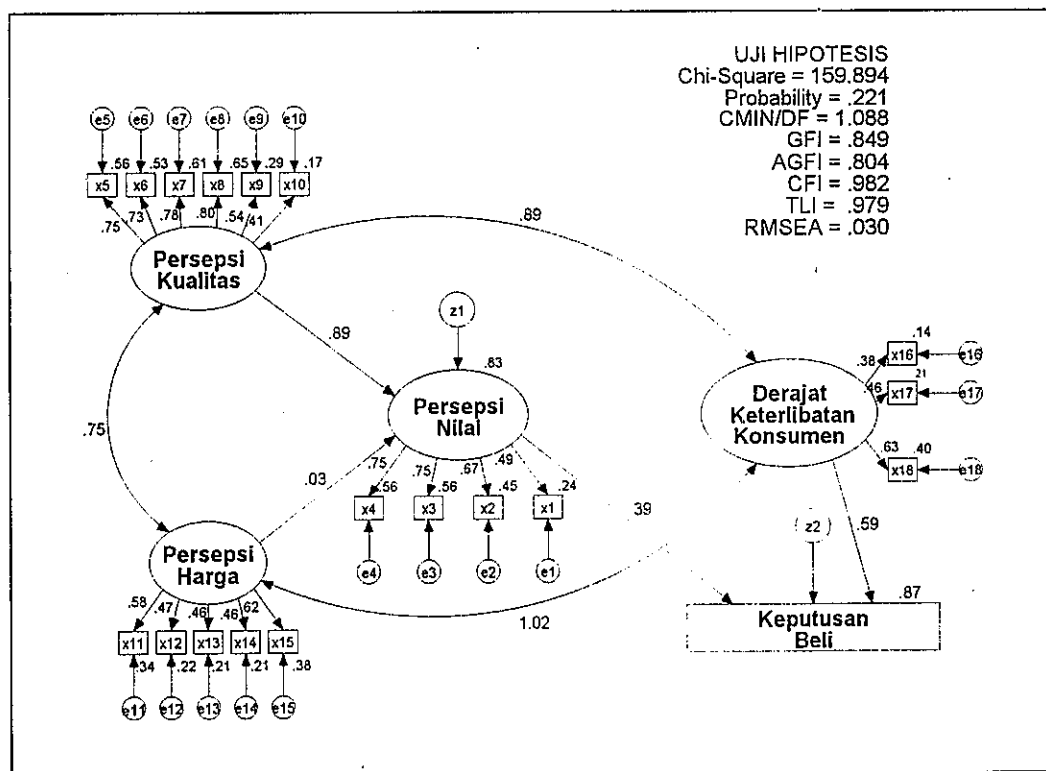 UJI HIPOTESIS
Chi-Square = 159.894
Probability = .221
CMIN/DF = 1.088
GFI = .849
AGFI = .804
CFI = .982
TLI = .979
RMSEA = .030
e5 e6 e7 e8 e9 e10
.56 .53 .61 .65 .29 .17
x5 x6 x7 x8 x9 x10
.75 .73 .78 .80 .54 .41
Persepsi
Kualitas
.89
.89
z1
.83
Persepsi
Nilai
.75 .75 .67 .49
.56 .56 .45 .24
x4 x3 x2 x1
e4 e3 e2 e1
.75
.03
.39
Persepsi
Harga
.58 .47 .46 .46 .62
x11 x12 x13 x14 x15
.34 .22 .21 .21 .38
e11 e12 e13 e14 e15
1.02
Derajat
Keterlibatan
Konsumen
.14
.38 x16 e16
.21
.46 x17 e17
.63 .40
x18 e18
z2
.59
.87
Keputusan
Beli